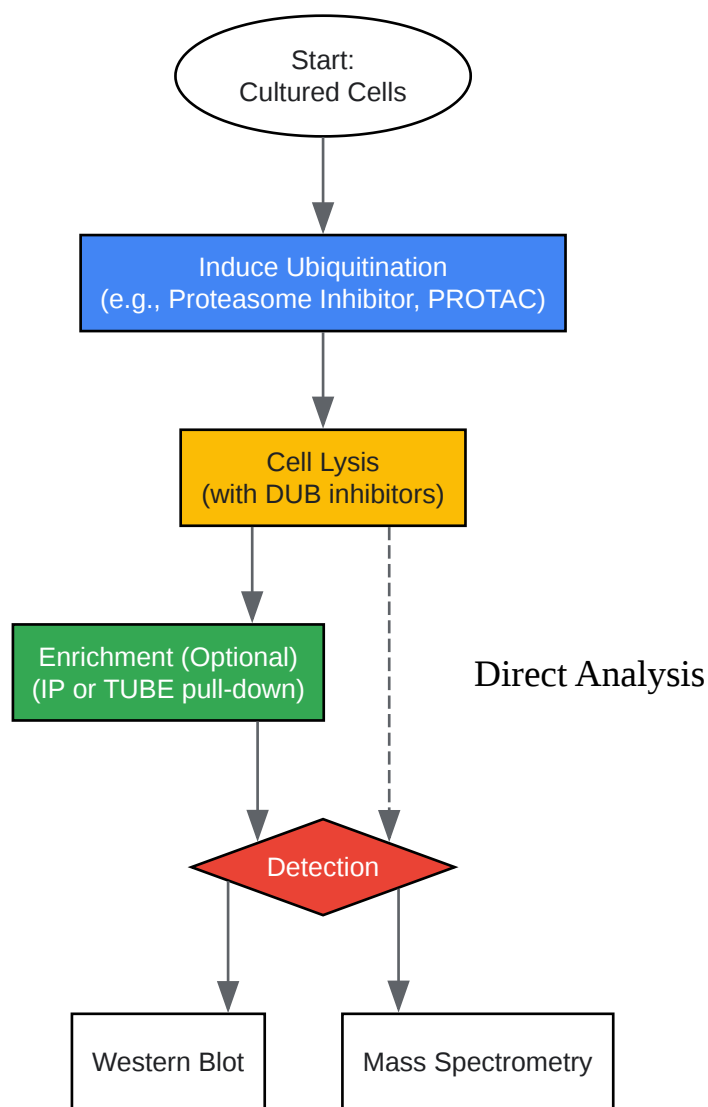 Start:
Cultured Cells
Induce Ubiquitination
(e.g., Proteasome Inhibitor, PROTAC)
Cell Lysis
(with DUB inhibitors)
Enrichment (Optional)
(IP or TUBE pull-down)
Direct Analysis
Detection
Western Blot
Mass Spectrometry